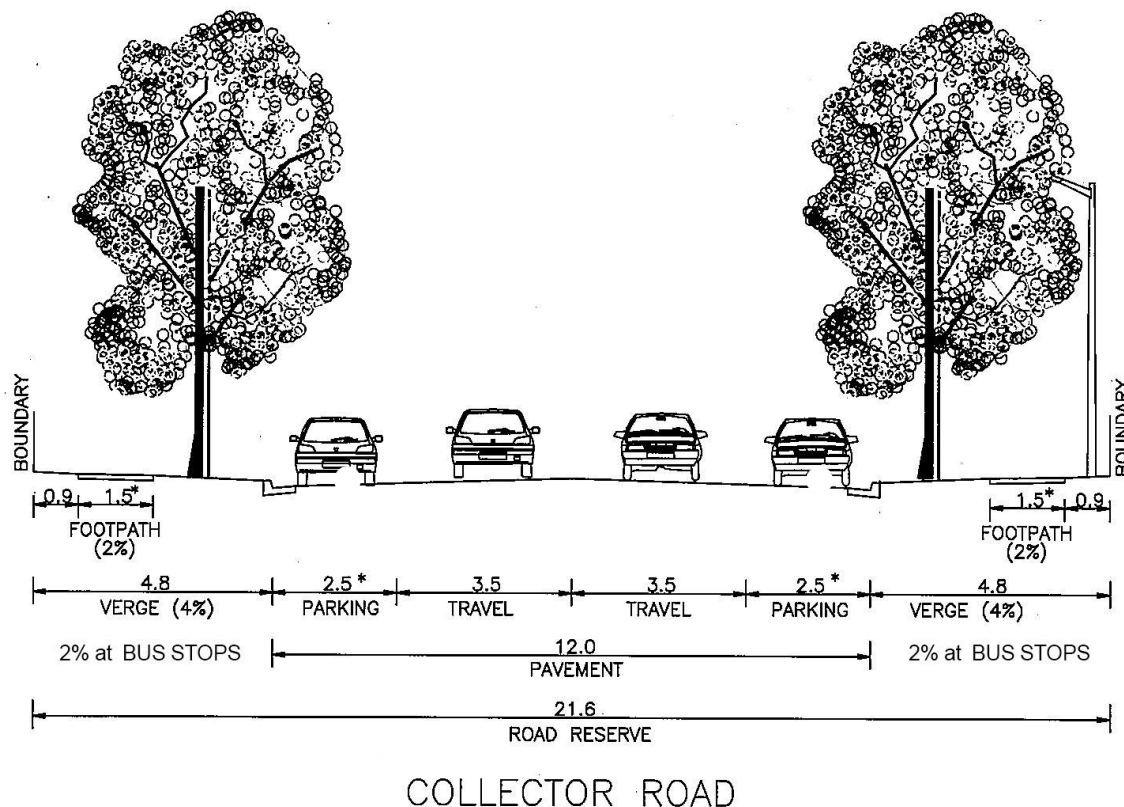 BOUNDARY
BOUNDARY
0.9 1.5* 1.5* 0.9
FOOTPATH FOOTPATH
(2%) (2%)
4.8 2.5* 3.5 3.5 2.5* 4.8
VERGE (4%) PARKING TRAVEL TRAVEL PARKING VERGE (4%)
2% at BUS STOPS 12.0 2% at BUS STOPS
PAVEMENT
21.6
ROAD RESERVE
COLLECTOR ROAD